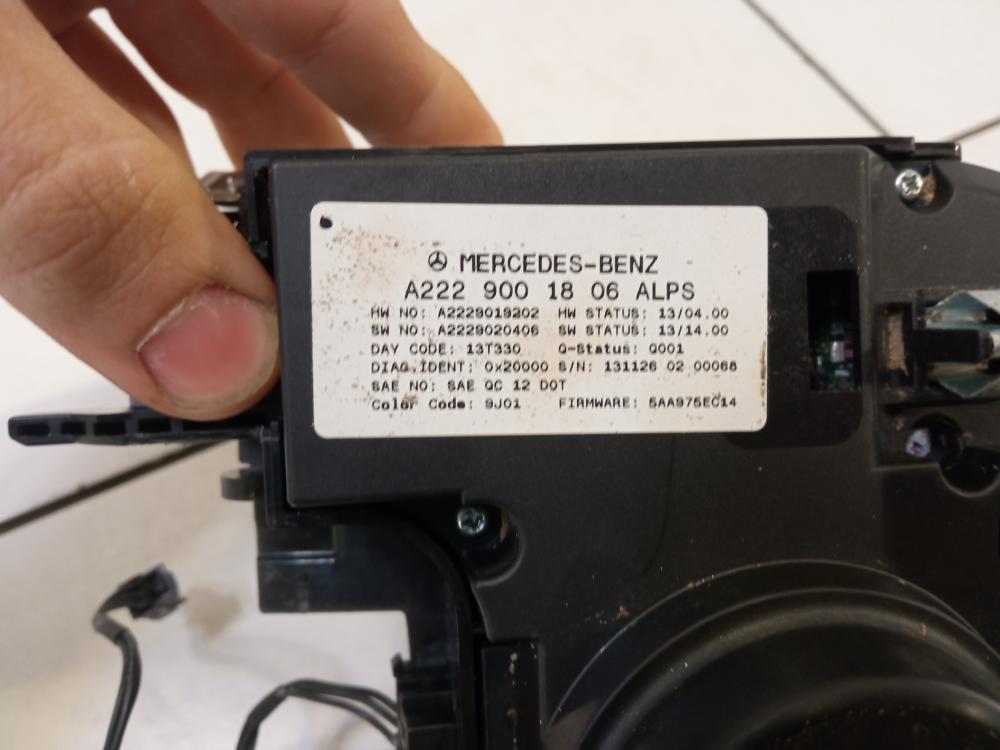 MERCEDES-BENZ
A222 900 18 06 ALPS
HW NO: A2229019202 HW STATUS: 13/04.00
SW NO: A2229020406 SW STATUS: 13/14.00
DAY CODE: 13T330 Q-Status: Q001
DIAG.IDENT: 0x20000 S/N: 131126 02 00068
SAE NO: SAE QC 12 DOT
Color Code: 9J01 FIRMWARE: 5AA975EC14